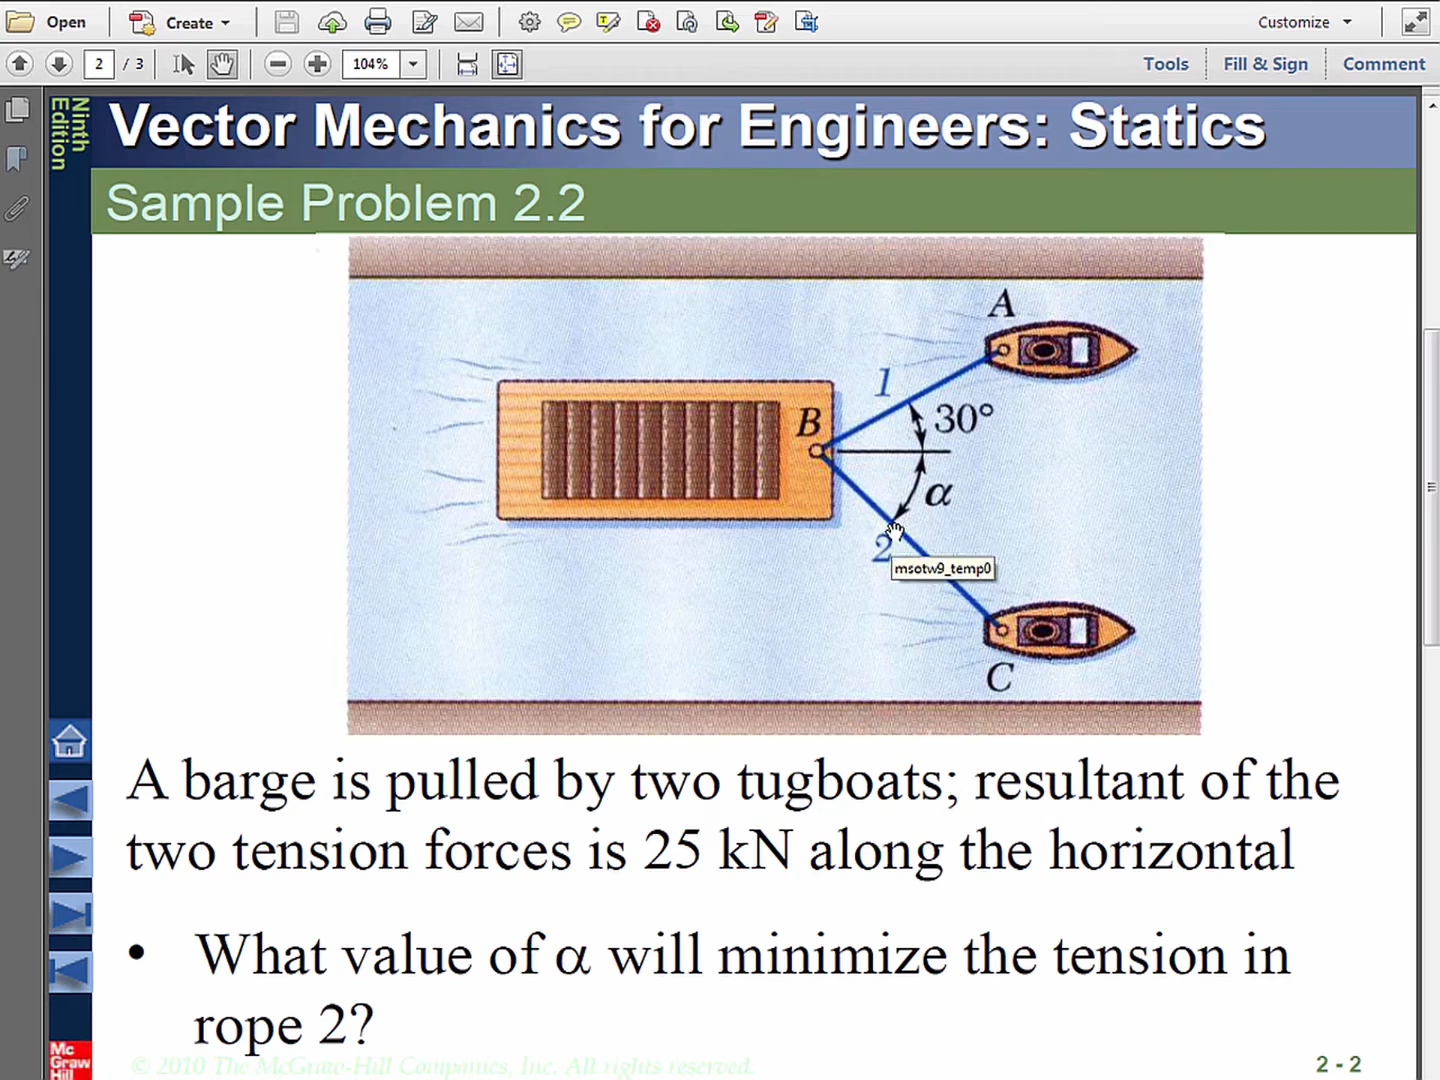 Open
Create
Customize
2 / 3
104%
Tools
Fill & Sign
Comment
Ninth
Edition
Vector Mechanics for Engineers: Statics
Sample Problem 2.2
A
1
B
30°
α
2
msotw9_temp0
C
A barge is pulled by two tugboats; resultant of the
two tension forces is 25 kN along the horizontal
• What value of α will minimize the tension in
rope 2?
Mc
Graw
Hill
© 2010 The McGraw-Hill Companies, Inc. All rights reserved.
2 - 2